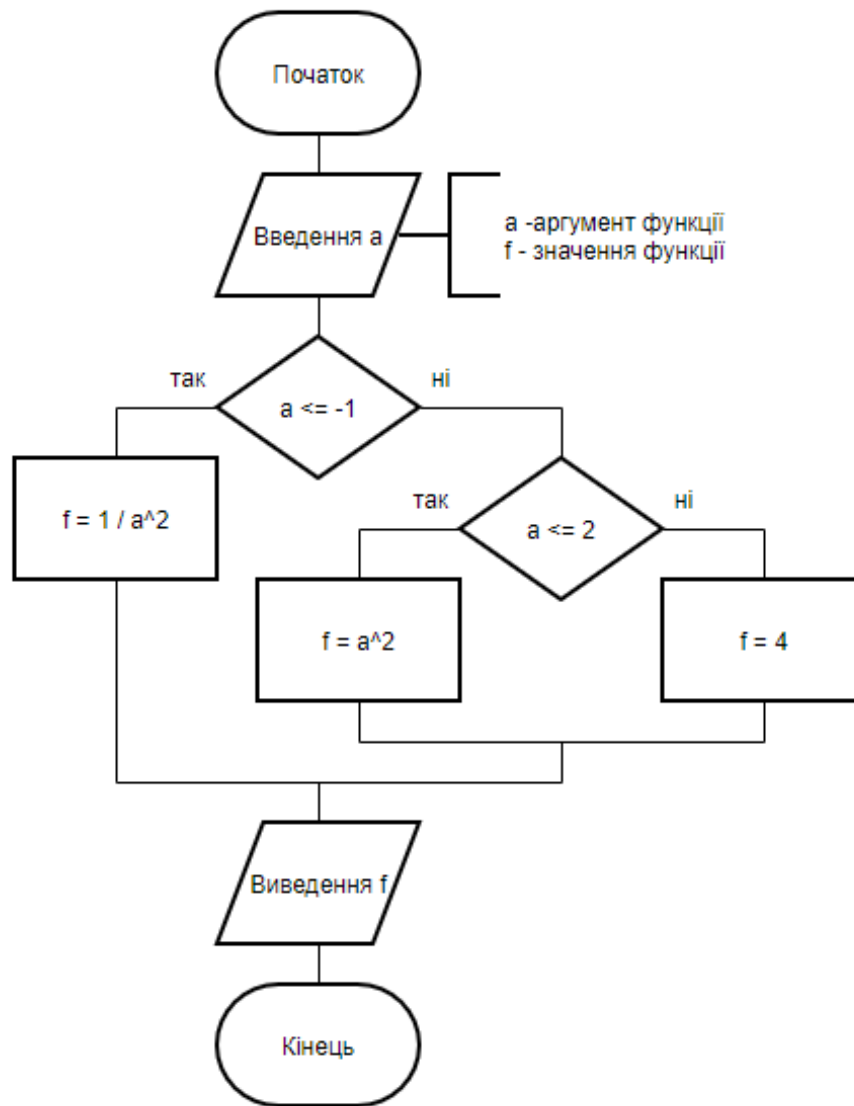 Початок
Введення a
a -аргумент функції
f - значення функції
так
ні
a <= -1
f = 1 / a^2
так
ні
a <= 2
f = a^2
f = 4
Виведення f
Кінець